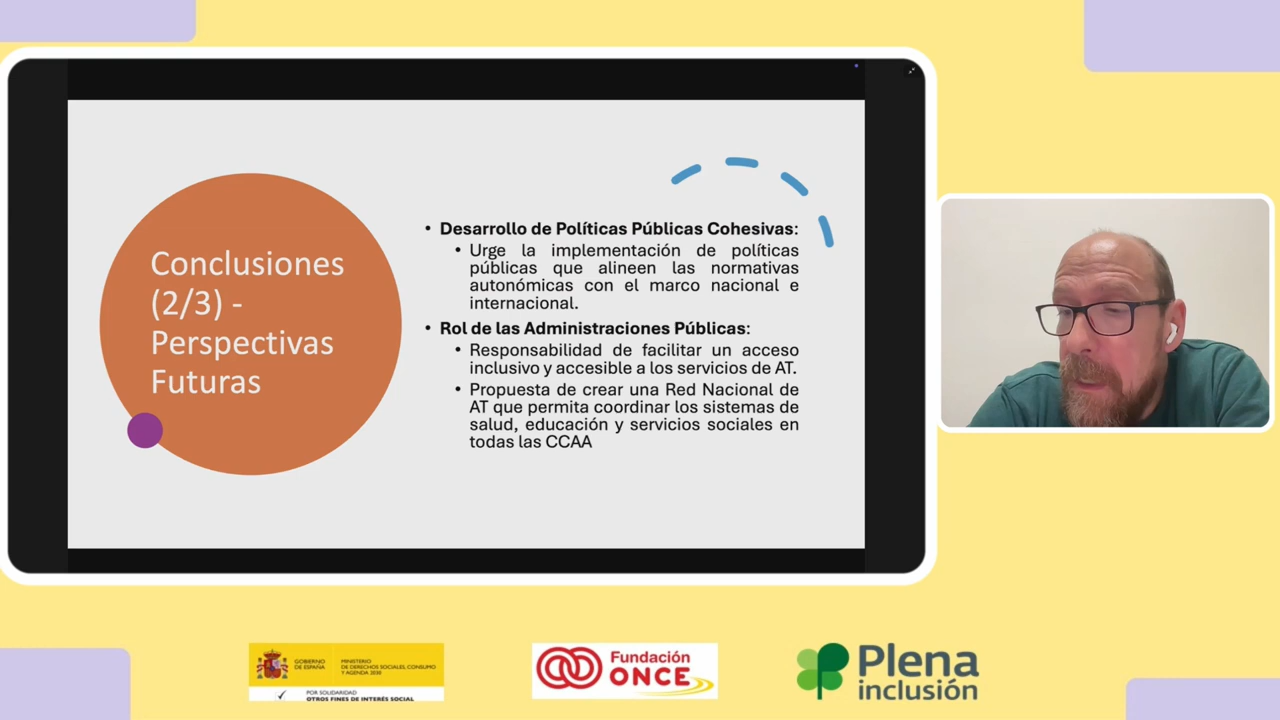 Conclusiones
(2/3) -
Perspectivas
Futuras
• Desarrollo de Políticas Públicas Cohesivas:
• Urge la implementación de políticas
públicas que alineen las normativas
autonómicas con el marco nacional e
internacional.
• Rol de las Administraciones Públicas:
• Responsabilidad de facilitar un acceso
inclusivo y accesible a los servicios de AT.
• Propuesta de crear una Red Nacional de
AT que permita coordinar los sistemas de
salud, educación y servicios sociales en
todas las CCAA
GOBIERNO
DE ESPAÑA
MINISTERIO
DE DERECHOS SOCIALES, CONSUMO
Y AGENDA 2030
POR SOLIDARIDAD
OTROS FINES DE INTERÉS SOCIAL
Fundación
ONCE
Plena
inclusión